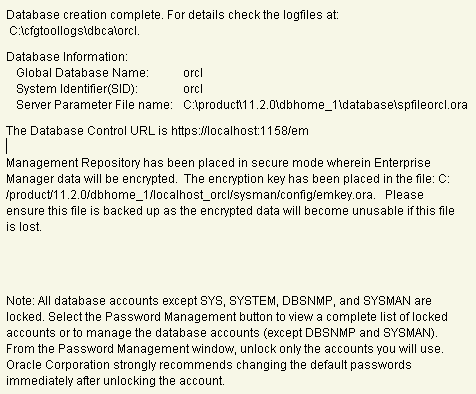 Database creation complete. For details check the logfiles at:
C:\cfgtoollogs\dbca\orcl.
Database Information:
Global Database Name: orcl
System Identifier(SID): orcl
Server Parameter File name: C:\product\11.2.0\dbhome_1\database\spfileorcl.ora
The Database Control URL is https://localhost:1158/em
Management Repository has been placed in secure mode wherein Enterprise
Manager data will be encrypted. The encryption key has been placed in the file: C:
/product/11.2.0/dbhome_1/localhost_orcl/sysman/config/emkey.ora. Please
ensure this file is backed up as the encrypted data will become unusable if this file
is lost.
Note: All database accounts except SYS, SYSTEM, DBSNMP, and SYSMAN are
locked. Select the Password Management button to view a complete list of locked
accounts or to manage the database accounts (except DBSNMP and SYSMAN).
From the Password Management window, unlock only the accounts you will use.
Oracle Corporation strongly recommends changing the default passwords
immediately after unlocking the account.